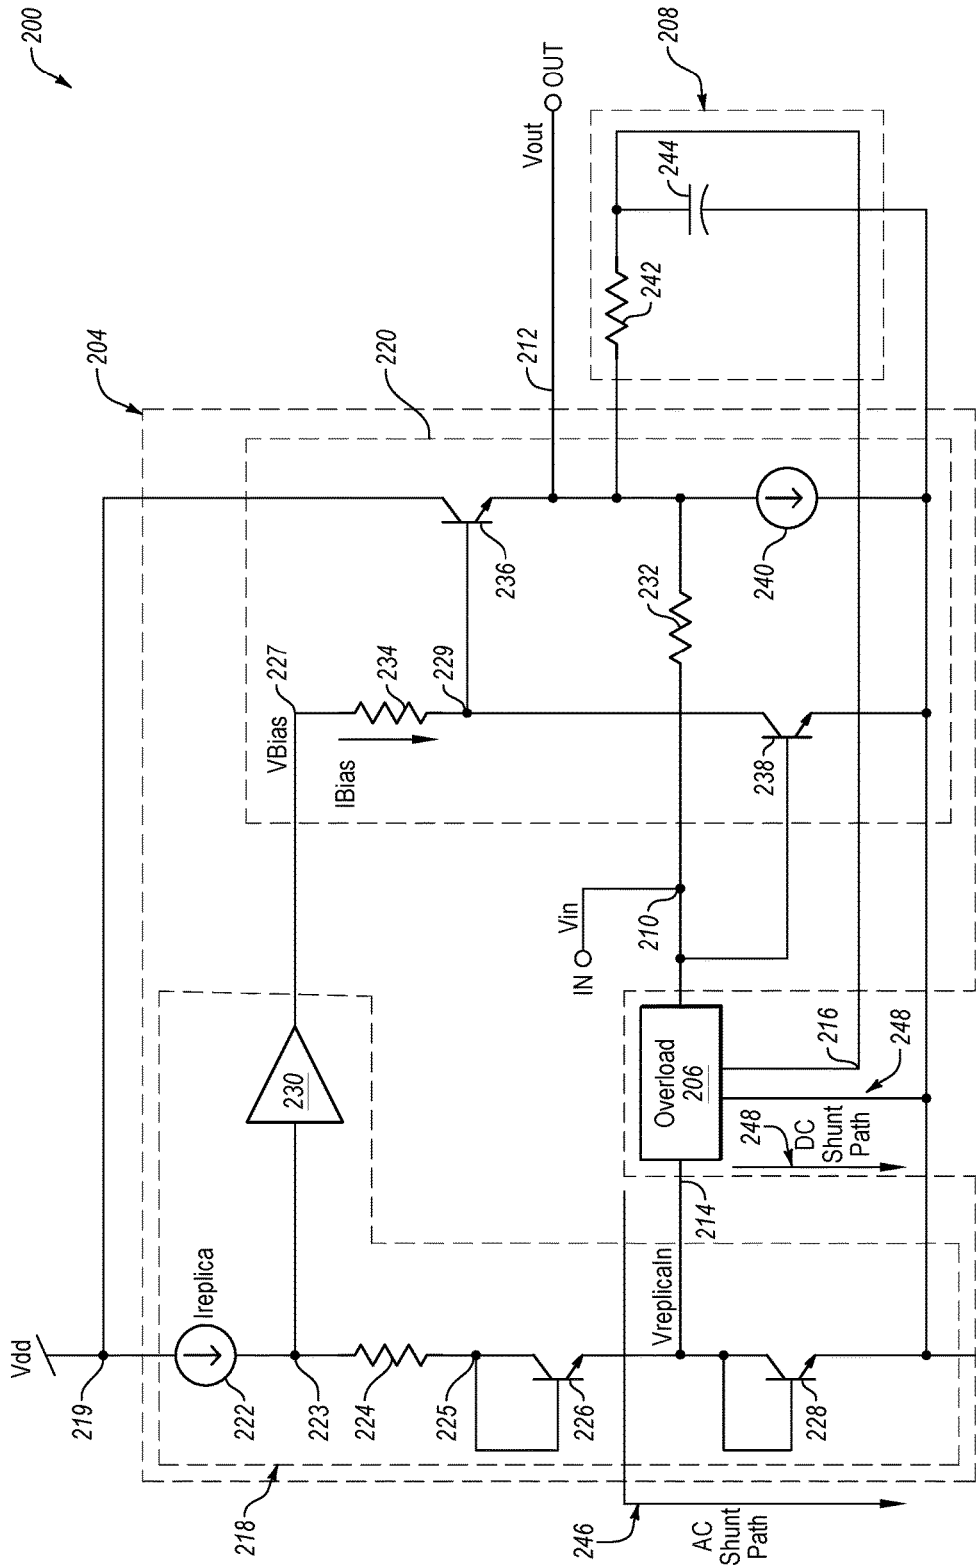 200
Vdd
219
204
Ireplica
222
223
224
225
226
VreplicaIn
228
218
246
AC
Shunt
Path
230
VBias
227
IBias
234
229
220
236
212
Vout
OUT
208
242
244
232
240
238
Vin
IN
210
Overload
206
214
248
DC
Shunt
Path
216
248